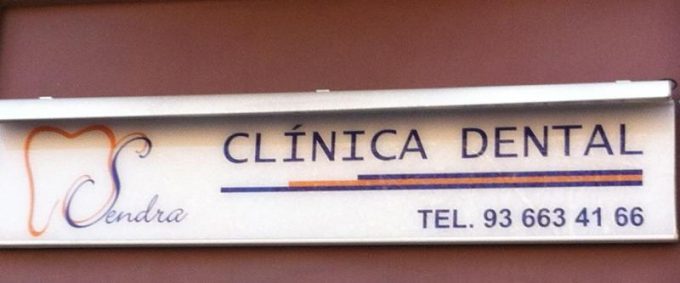 Sendra
CLÍNICA DENTAL
TEL. 93 663 41 66